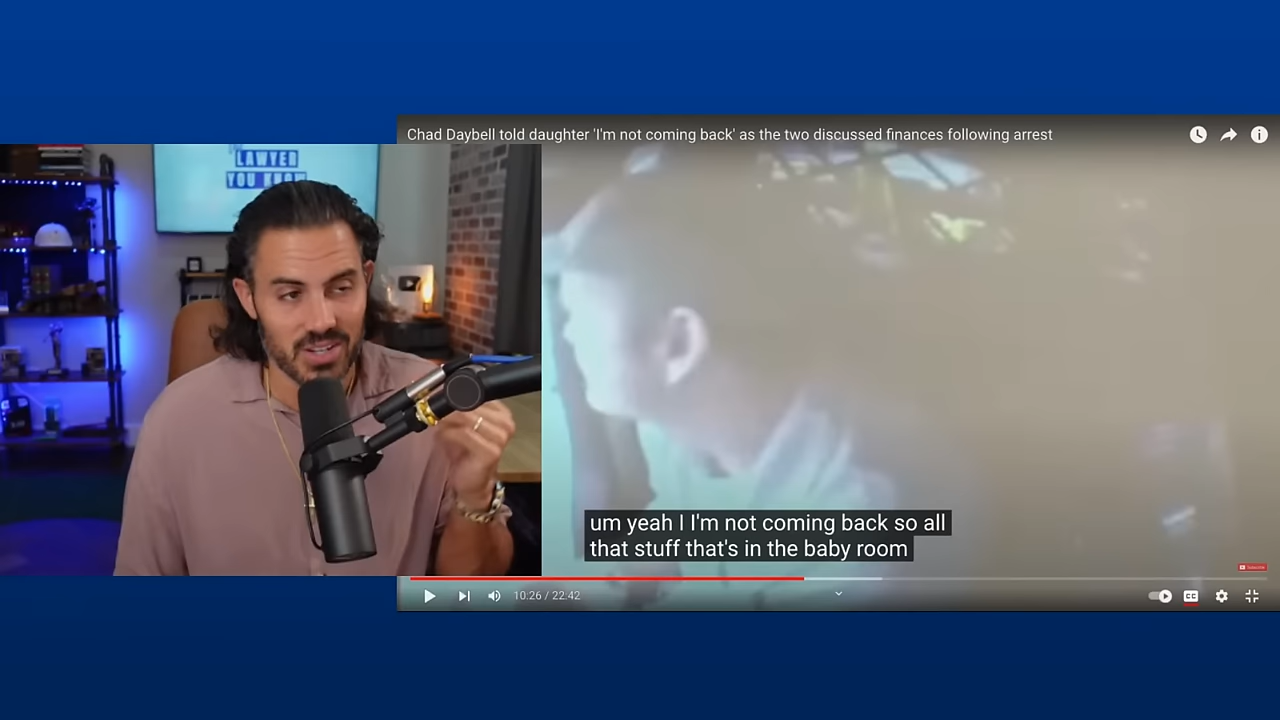 Chad Daybell told daughter 'I'm not coming back' as the two discussed finances following arrest
LAWYER
YOU KNOW
um yeah I I'm not coming back so all
that stuff that's in the baby room
10:26 / 22:42
CC